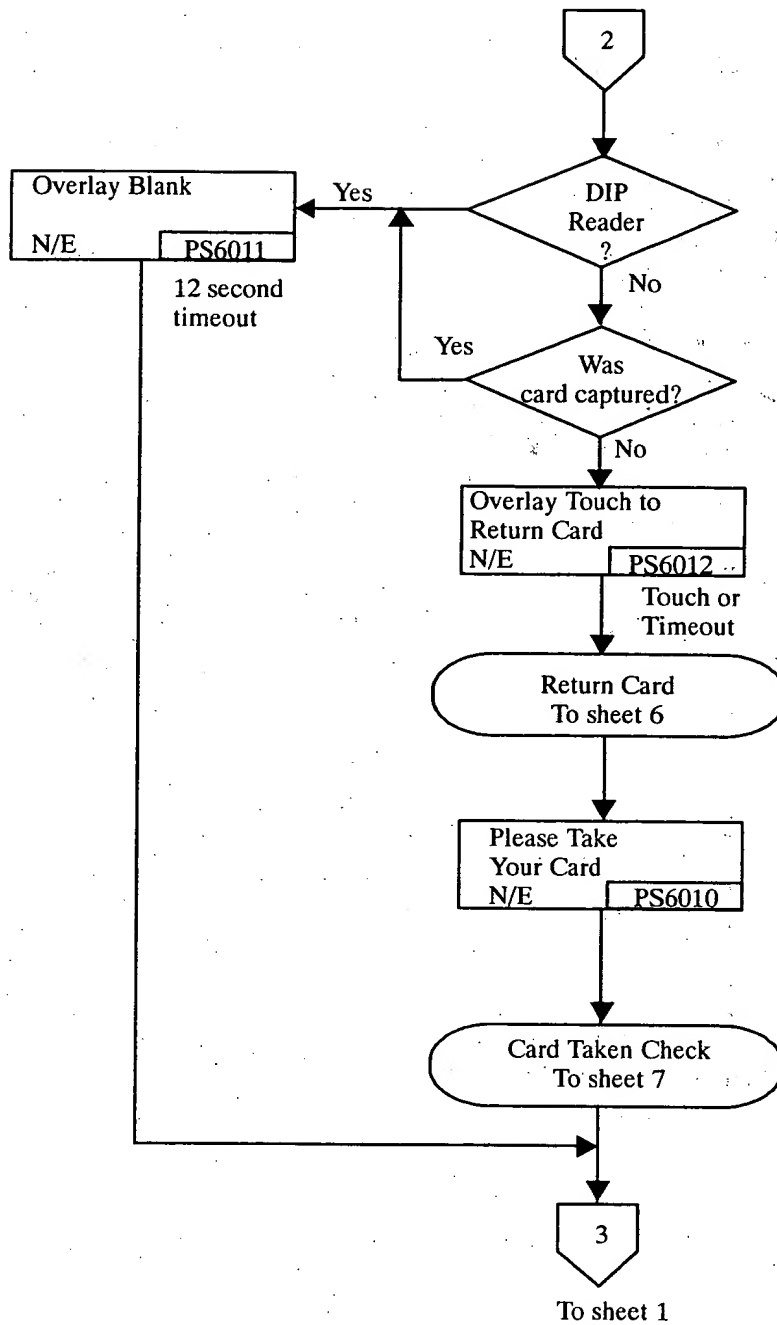 2
DIP
Reader
?
Yes
Overlay Blank
N/E PS6011
12 second
timeout
No
Yes
Was
card captured?
No
Overlay Touch to
Return Card
N/E PS6012
Touch or
Timeout
Return Card
To sheet 6
Please Take
Your Card
N/E PS6010
Card Taken Check
To sheet 7
3
To sheet 1